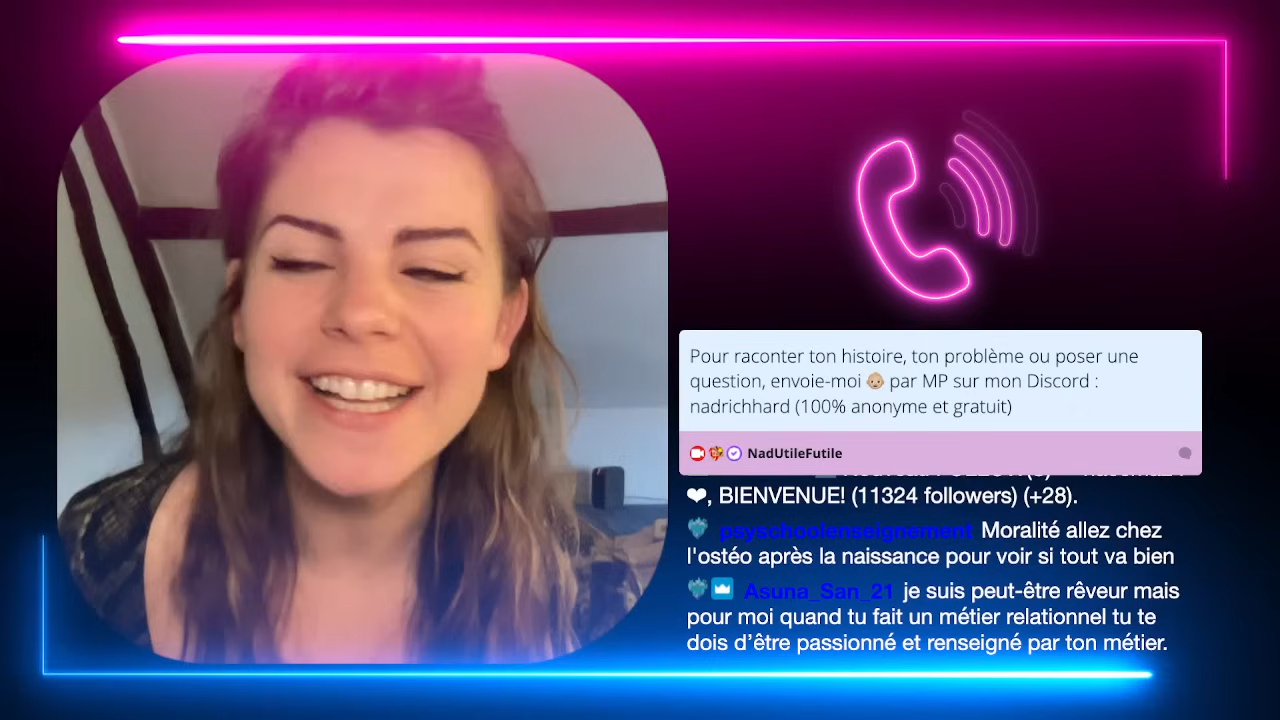 Pour raconter ton histoire, ton problème ou poser une
question, envoie-moi 👶🏼 par MP sur mon Discord :
nadrichhard (100% anonyme et gratuit)
NadUtileFutile
❤, BIENVENUE! (11324 followers) (+28).
psyschoolenseignement Moralité allez chez
l'ostéo après la naissance pour voir si tout va bien
Asuna_San_21 je suis peut-être rêveur mais
pour moi quand tu fait un métier relationnel tu te
dois d’être passionné et renseigné par ton métier.